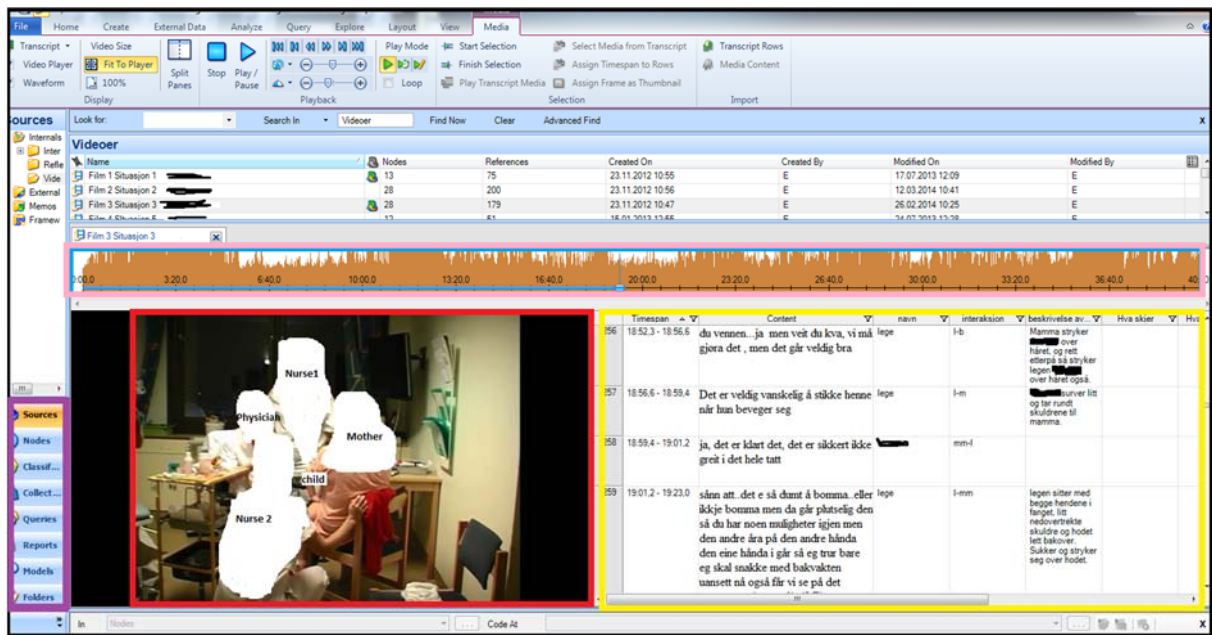 File Home Create External Data Analyze Query Explore Layout View Media
Transcript Video Size Play Mode Start Selection Select Media from Transcript Transcript Rows
Video Player Fit To Player Split Panes Stop Play / Pause Finish Selection Assign Timespan to Rows Media Content
Waveform 100% Loop Play Transcript Media Assign Frame as Thumbnail
Display Playback Selection Import
ources Look for: Search In Videoer Find Now Clear Advanced Find x
Internals
Inter
Refle
Vide
External
Memos
Framew
Videoer
Name Nodes References Created On Created By Modified On Modified By
Film 1 Situasjon 1 13 75 23.11.2012 10:55 E 17.07.2013 12:09 E
Film 2 Situasjon 2 28 200 23.11.2012 10:56 E 12.03.2014 10:41 E
Film 3 Situasjon 3 28 179 23.11.2012 10:47 E 26.02.2014 10:25 E
Film 3 Situasjon 3
0:00,0 3:20,0 6:40,0 10:00,0 13:20,0 16:40,0 20:00,0 23:20,0 26:40,0 30:00,0 33:20,0 36:40,0 40:
Nurse1
Physician
Mother
child
Nurse 2
Timespan Content navn interaksjon beskrivelse av... Hva skjer Hva
256 18:52,3 - 18:56,6 lege l-b
du vennen...ja men veit du kva, vi må
gjøra det , men det går veldig bra
Mamma stryker
over
håret, og rett
etterpå så stryker
legen
over håret også.
257 18:56,6 - 18:59,4 lege l-m
Det er veldig vanskelig å stikke henne
når hun beveger seg
surver litt
og tar rundt
skuldrene til
mamma.
258 18:59,4 - 19:01,2 mm-l
ja, det er klart det, det er sikkert ikke
greit i det hele tatt
259 19:01,2 - 19:23,0 lege l-mm
sånn att..det e så dumt å bomma..eller
ikkje bomma men da går plutselig den
så du har noen muligheter igjen men
den andre åra på den andre hånda
den eine hånda i går så eg trur bare
eg skal snakke med bakvakten
uansett nå også får vi se på det
legen sitter med
begge hendene i
fanget, litt
nedovertrekte
skuldre og hodet
lett bakover.
Sukker og stryker
seg over hodet.
Sources
Nodes
Classif...
Collect...
Queries
Reports
Models
Folders
In Nodes ... Code At ... x